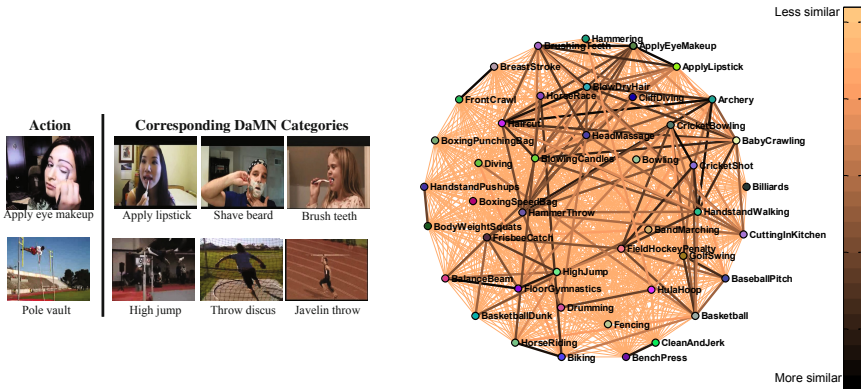 Action
Corresponding DaMN Categories
Apply eye makeup
Apply lipstick
Shave beard
Brush teeth
Pole vault
High jump
Throw discus
Javelin throw
Less similar
Hammering
BrushingTeeth
ApplyEyeMakeup
BreastStroke
ApplyLipstick
BlowDryHair
FrontCrawl
HorseRace
CliffDiving
Archery
Haircut
CricketBowling
BoxingPunchingBag
HeadMassage
BabyCrawling
Diving
BlowingCandles
Bowling
CricketShot
HandstandPushups
Billiards
BoxingSpeedBag
HammerThrow
HandstandWalking
BodyWeightSquats
FrisbeeCatch
BandMarching
CuttingInKitchen
FieldHockeyPenalty
GolfSwing
BalanceBeam
HighJump
BaseballPitch
FloorGymnastics
HulaHoop
BasketballDunk
Drumming
Basketball
Fencing
HorseRiding
CleanAndJerk
Biking
BenchPress
More similar